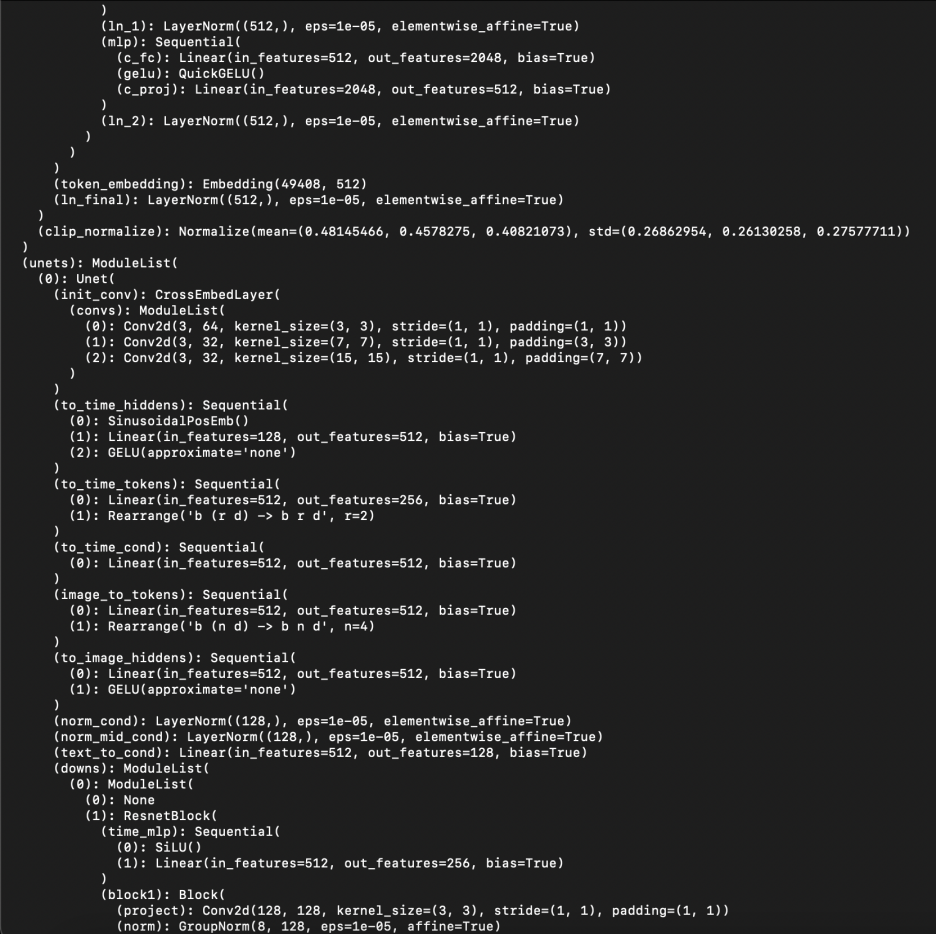 )
(ln_1): LayerNorm((512,), eps=1e-05, elementwise_affine=True)
(mlp): Sequential(
(c_fc): Linear(in_features=512, out_features=2048, bias=True)
(gelu): QuickGELU()
(c_proj): Linear(in_features=2048, out_features=512, bias=True)
)
(ln_2): LayerNorm((512,), eps=1e-05, elementwise_affine=True)
)
)
)
(token_embedding): Embedding(49408, 512)
(ln_final): LayerNorm((512,), eps=1e-05, elementwise_affine=True)
)
(clip_normalize): Normalize(mean=(0.48145466, 0.4578275, 0.40821073), std=(0.26862954, 0.26130258, 0.27577711))
)
(unets): ModuleList(
(0): Unet(
(init_conv): CrossEmbedLayer(
(convs): ModuleList(
(0): Conv2d(3, 64, kernel_size=(3, 3), stride=(1, 1), padding=(1, 1))
(1): Conv2d(3, 32, kernel_size=(7, 7), stride=(1, 1), padding=(3, 3))
(2): Conv2d(3, 32, kernel_size=(15, 15), stride=(1, 1), padding=(7, 7))
)
)
(to_time_hiddens): Sequential(
(0): SinusoidalPosEmb()
(1): Linear(in_features=128, out_features=512, bias=True)
(2): GELU(approximate='none')
)
(to_time_tokens): Sequential(
(0): Linear(in_features=512, out_features=256, bias=True)
(1): Rearrange('b (r d) -> b r d', r=2)
)
(to_time_cond): Sequential(
(0): Linear(in_features=512, out_features=512, bias=True)
)
(image_to_tokens): Sequential(
(0): Linear(in_features=512, out_features=512, bias=True)
(1): Rearrange('b (n d) -> b n d', n=4)
)
(to_image_hiddens): Sequential(
(0): Linear(in_features=512, out_features=512, bias=True)
(1): GELU(approximate='none')
)
(norm_cond): LayerNorm((128,), eps=1e-05, elementwise_affine=True)
(norm_mid_cond): LayerNorm((128,), eps=1e-05, elementwise_affine=True)
(text_to_cond): Linear(in_features=512, out_features=128, bias=True)
(downs): ModuleList(
(0): ModuleList(
(0): None
(1): ResnetBlock(
(time_mlp): Sequential(
(0): SiLU()
(1): Linear(in_features=512, out_features=256, bias=True)
)
(block1): Block(
(project): Conv2d(128, 128, kernel_size=(3, 3), stride=(1, 1), padding=(1, 1))
(norm): GroupNorm(8, 128, eps=1e-05, affine=True)